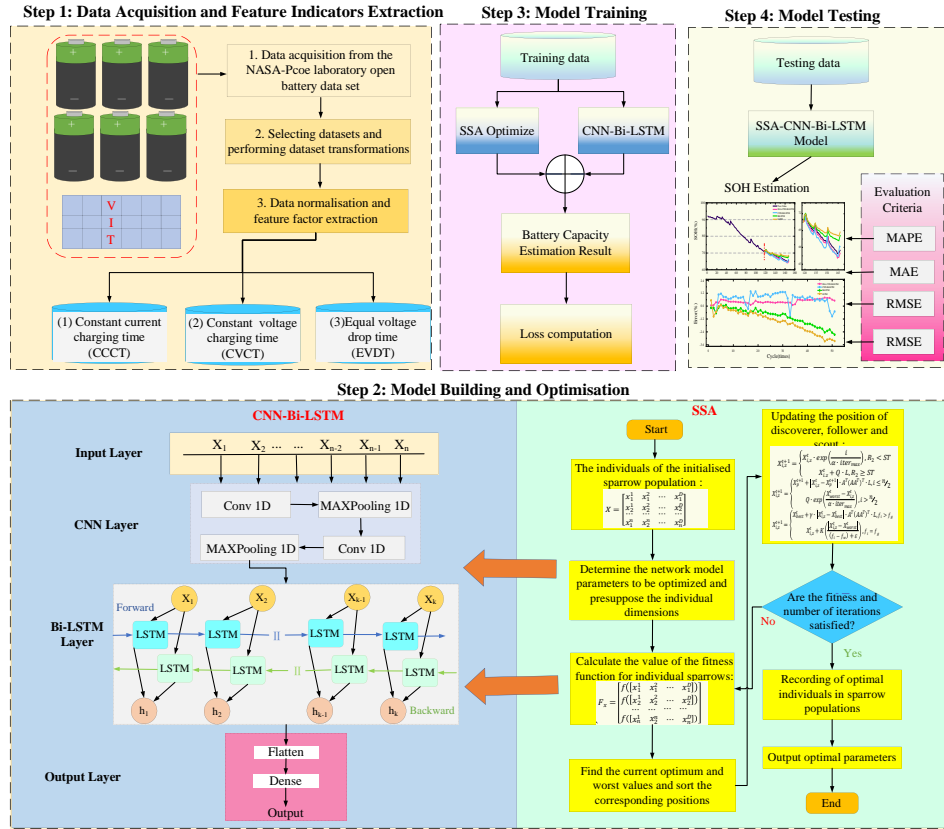 Step 1: Data Acquisition and Feature Indicators Extraction
1. Data acquisition from the
NASA-Pcoe laboratory open
battery data set
2. Selecting datasets and
performing dataset transformations
3. Data normalisation and
feature factor extraction
V
I
T
(1) Constant current
charging time
(CCCT)
(2) Constant voltage
charging time
(CVCT)
(3)Equal voltage
drop time
(EVDT)
Step 3: Model Training
Training data
SSA Optimize
CNN-Bi-LSTM
Battery Capacity
Estimation Result
Loss computation
Step 4: Model Testing
Testing data
SSA-CNN-Bi-LSTM
Model
SOH Estimation
Cycle(times)
Evaluation
Criteria
MAPE
MAE
RMSE
RMSE
Step 2: Model Building and Optimisation
CNN-Bi-LSTM
Input Layer
X1 X2 ... ... Xn-2 Xn-1 Xn
CNN Layer
Conv 1D
MAXPooling 1D
MAXPooling 1D
Conv 1D
Bi-LSTM
Layer
Forward
X1 X2 Xk-1 Xk
LSTM LSTM LSTM LSTM
LSTM LSTM LSTM LSTM
h1 h2 hk-1 hk
Backward
Output Layer
Flatten
Dense
Output
SSA
Start
The individuals of the initialised
sparrow population :
Determine the network model
parameters to be optimized and
presuppose the individual
dimensions
Calculate the value of the fitness
function for individual sparrows:
Find the current optimum and
worst values and sort the
corresponding positions
Updating the position of
discoverer, follower and
scout :
Are the fitness and
number of iterations
satisfied?
No
Yes
Recording of optimal
individuals in sparrow
populations
Output optimal parameters
End